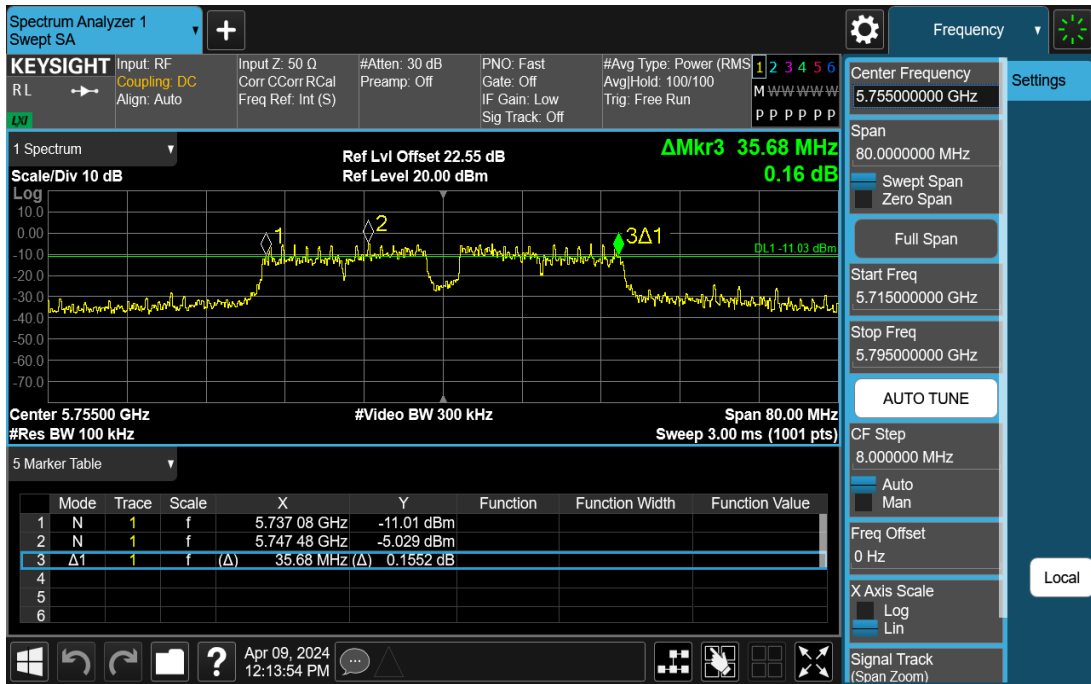 Spectrum Analyzer 1
Swept SA
+
Frequency
KEYSIGHT
RL
LXI
Input: RF
Coupling: DC
Align: Auto
Input Z: 50 Ω
Corr CCorr RCal
Freq Ref: Int (S)
#Atten: 30 dB
Preamp: Off
PNO: Fast
Gate: Off
IF Gain: Low
Sig Track: Off
#Avg Type: Power (RMS
Avg|Hold: 100/100
Trig: Free Run
1 2 3 4 5 6
M W W W W W
P P P P P P
1 Spectrum
Scale/Div 10 dB
Ref Lvl Offset 22.55 dB
Ref Level 20.00 dBm
ΔMkr3 35.68 MHz
0.16 dB
Log
10.0
0.00
-10.0
-20.0
-30.0
-40.0
-50.0
-60.0
-70.0
1
2
3Δ1
DL1 -11.03 dBm
Center 5.75500 GHz
#Video BW 300 kHz
Span 80.00 MHz
#Res BW 100 kHz
Sweep 3.00 ms (1001 pts)
5 Marker Table
Mode Trace Scale X Y Function Function Width Function Value
1 N 1 f 5.737 08 GHz -11.01 dBm
2 N 1 f 5.747 48 GHz -5.029 dBm
3 Δ1 1 f (Δ) 35.68 MHz (Δ) 0.1552 dB
4
5
6
?
Apr 09, 2024
12:13:54 PM
Center Frequency
5.755000000 GHz
Span
80.0000000 MHz
Swept Span
Zero Span
Full Span
Start Freq
5.715000000 GHz
Stop Freq
5.795000000 GHz
AUTO TUNE
CF Step
8.000000 MHz
Auto
Man
Freq Offset
0 Hz
X Axis Scale
Log
Lin
Signal Track
(Span Zoom)
Settings
Local